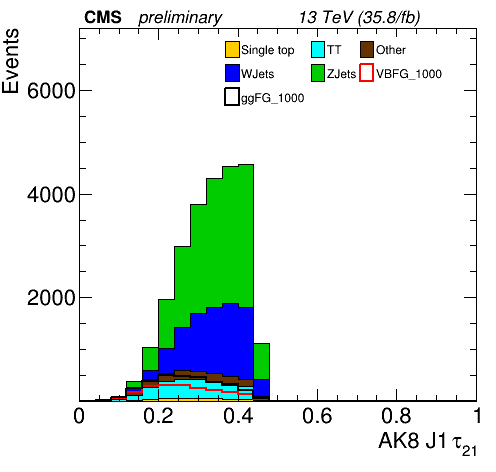 CMS preliminary 13 TeV (35.8/fb)
Events
Single top TT Other
WJets ZJets VBFG_1000
ggFG_1000
6000
4000
2000
0 0.2 0.4 0.6 0.8 1
AK8 J1 τ21